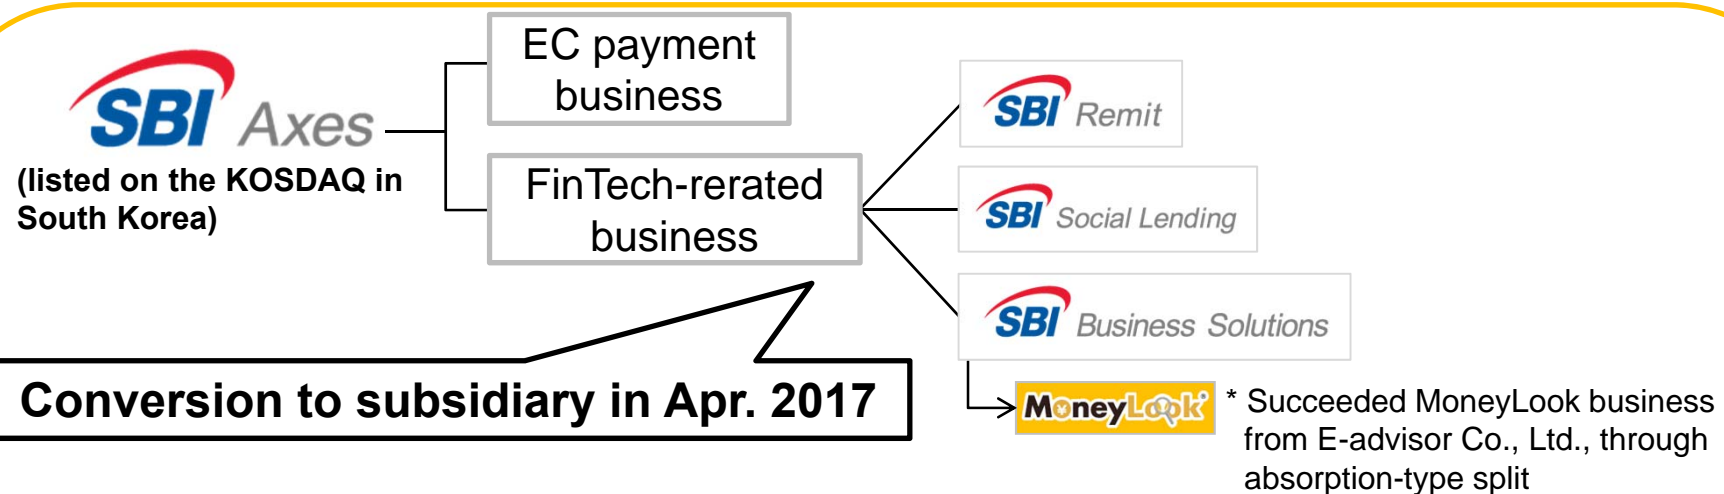 SBI Axes
(listed on the KOSDAQ in
South Korea)
EC payment
business
FinTech-rerated
business
SBI Remit
SBI Social Lending
SBI Business Solutions
Conversion to subsidiary in Apr. 2017
MoneyLook
* Succeeded MoneyLook business
from E-advisor Co., Ltd., through
absorption-type split